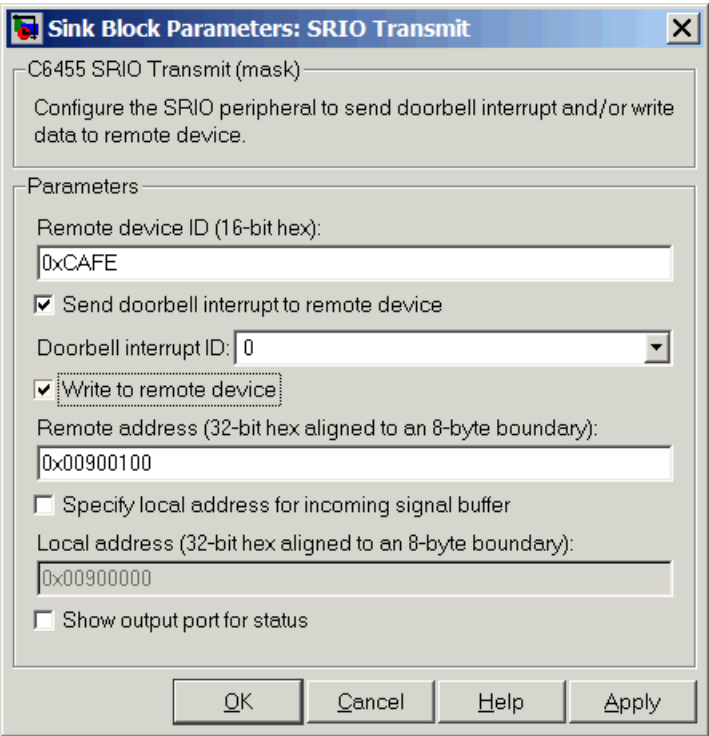 Sink Block Parameters: SRIO Transmit
C6455 SRIO Transmit (mask)
Configure the SRIO peripheral to send doorbell interrupt and/or write
data to remote device.
Parameters
Remote device ID (16-bit hex):
0xCAFE
Send doorbell interrupt to remote device
Doorbell interrupt ID: 0
Write to remote device
Remote address (32-bit hex aligned to an 8-byte boundary):
0x00900100
Specify local address for incoming signal buffer
Local address (32-bit hex aligned to an 8-byte boundary):
0x00900000
Show output port for status
OK Cancel Help Apply